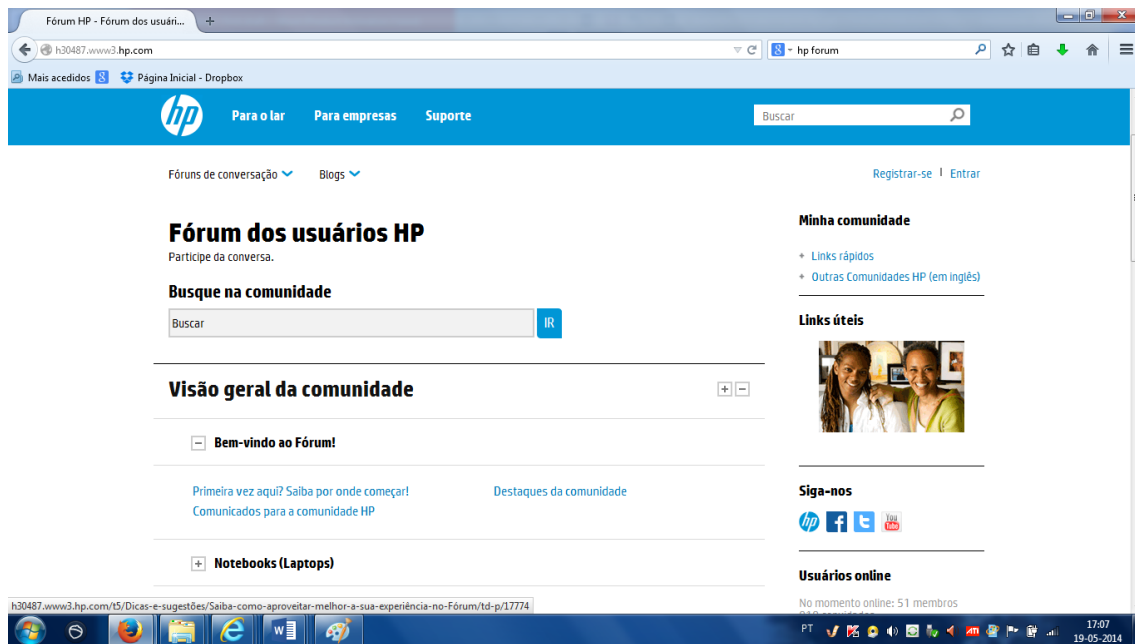 Fórum HP - Fórum dos usuári...
h30487.www3.hp.com
hp forum
Mais acedidos
Página Inicial - Dropbox
hp
Para o lar
Para empresas
Suporte
Buscar
Fóruns de conversação
Blogs
Registrar-se | Entrar
Fórum dos usuários HP
Participe da conversa.
Busque na comunidade
Buscar
IR
Visão geral da comunidade
Bem-vindo ao Fórum!
Primeira vez aqui? Saiba por onde começar!
Destaques da comunidade
Comunicados para a comunidade HP
Notebooks (Laptops)
Minha comunidade
Links rápidos
Outras Comunidades HP (em inglês)
Links úteis
Siga-nos
hp
You
Tube
Usuários online
No momento online: 51 membros
h30487.www3.hp.com/t5/Dicas-e-sugestões/Saiba-como-aproveitar-melhor-a-sua-experiência-no-Fórum/td-p/17774
PT
ATI
17:07
19-05-2014